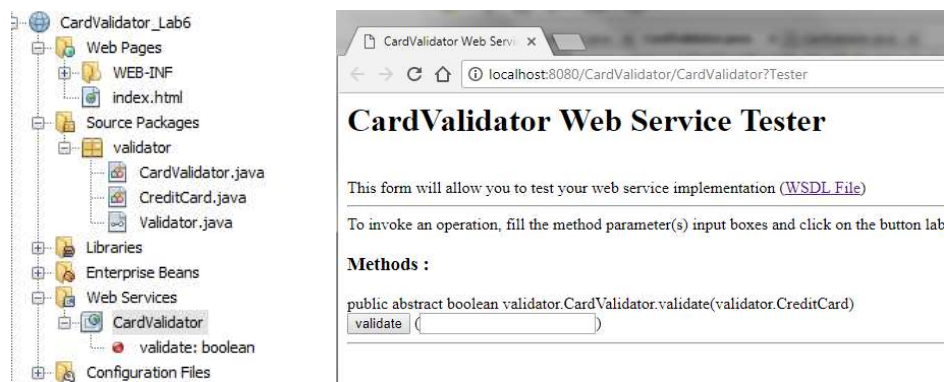 CardValidator_Lab6
Web Pages
WEB-INF
index.html
Source Packages
validator
CardValidator.java
CreditCard.java
Validator.java
Libraries
Enterprise Beans
Web Services
CardValidator
validate: boolean
Configuration Files
CardValidator Web Servi
localhost:8080/CardValidator/CardValidator?Tester
CardValidator Web Service Tester
This form will allow you to test your web service implementation (WSDL File)
To invoke an operation, fill the method parameter(s) input boxes and click on the button lab
Methods :
public abstract boolean validator.CardValidator.validate(validator.CreditCard)
validate ( )